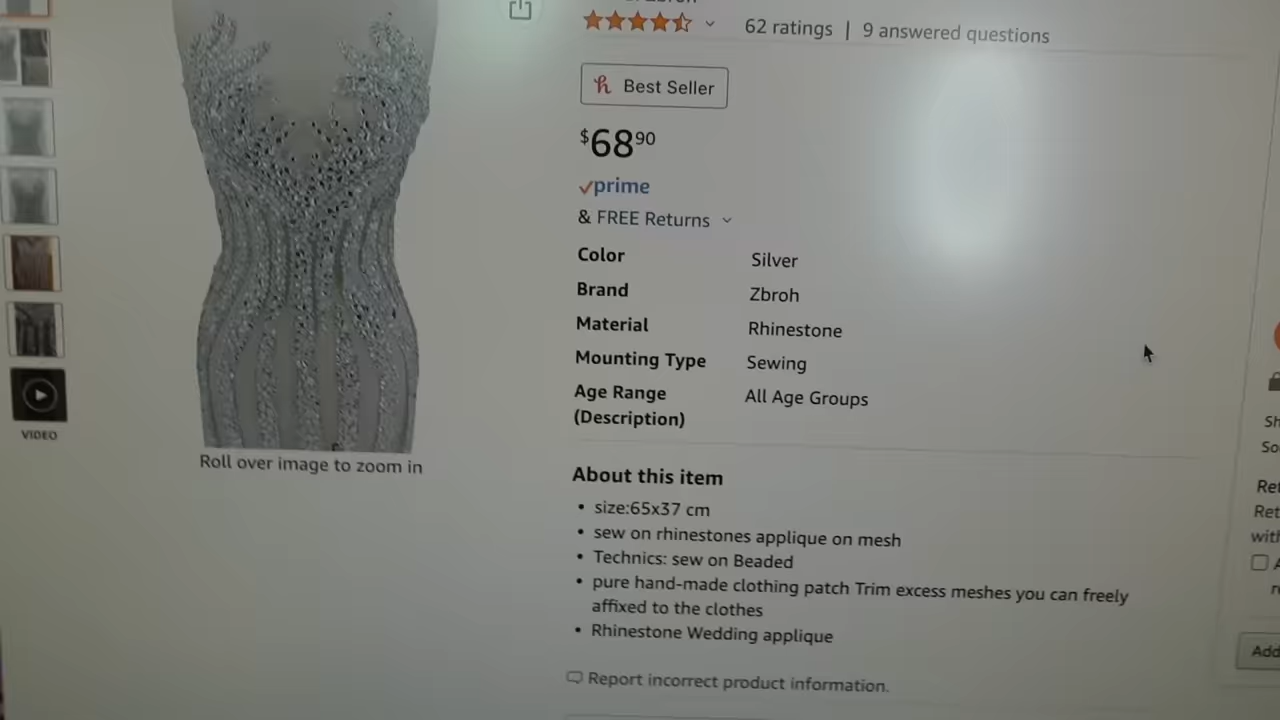 62 ratings | 9 answered questions
h Best Seller
$68 90
prime
& FREE Returns
Color Silver
Brand Zbroh
Material Rhinestone
Mounting Type Sewing
Age Range (Description) All Age Groups
VIDEO
Roll over image to zoom in
About this item
• size:65x37 cm
• sew on rhinestones applique on mesh
• Technics: sew on Beaded
• pure hand-made clothing patch Trim excess meshes you can freely
affixed to the clothes
• Rhinestone Wedding applique
Report incorrect product information.
Add